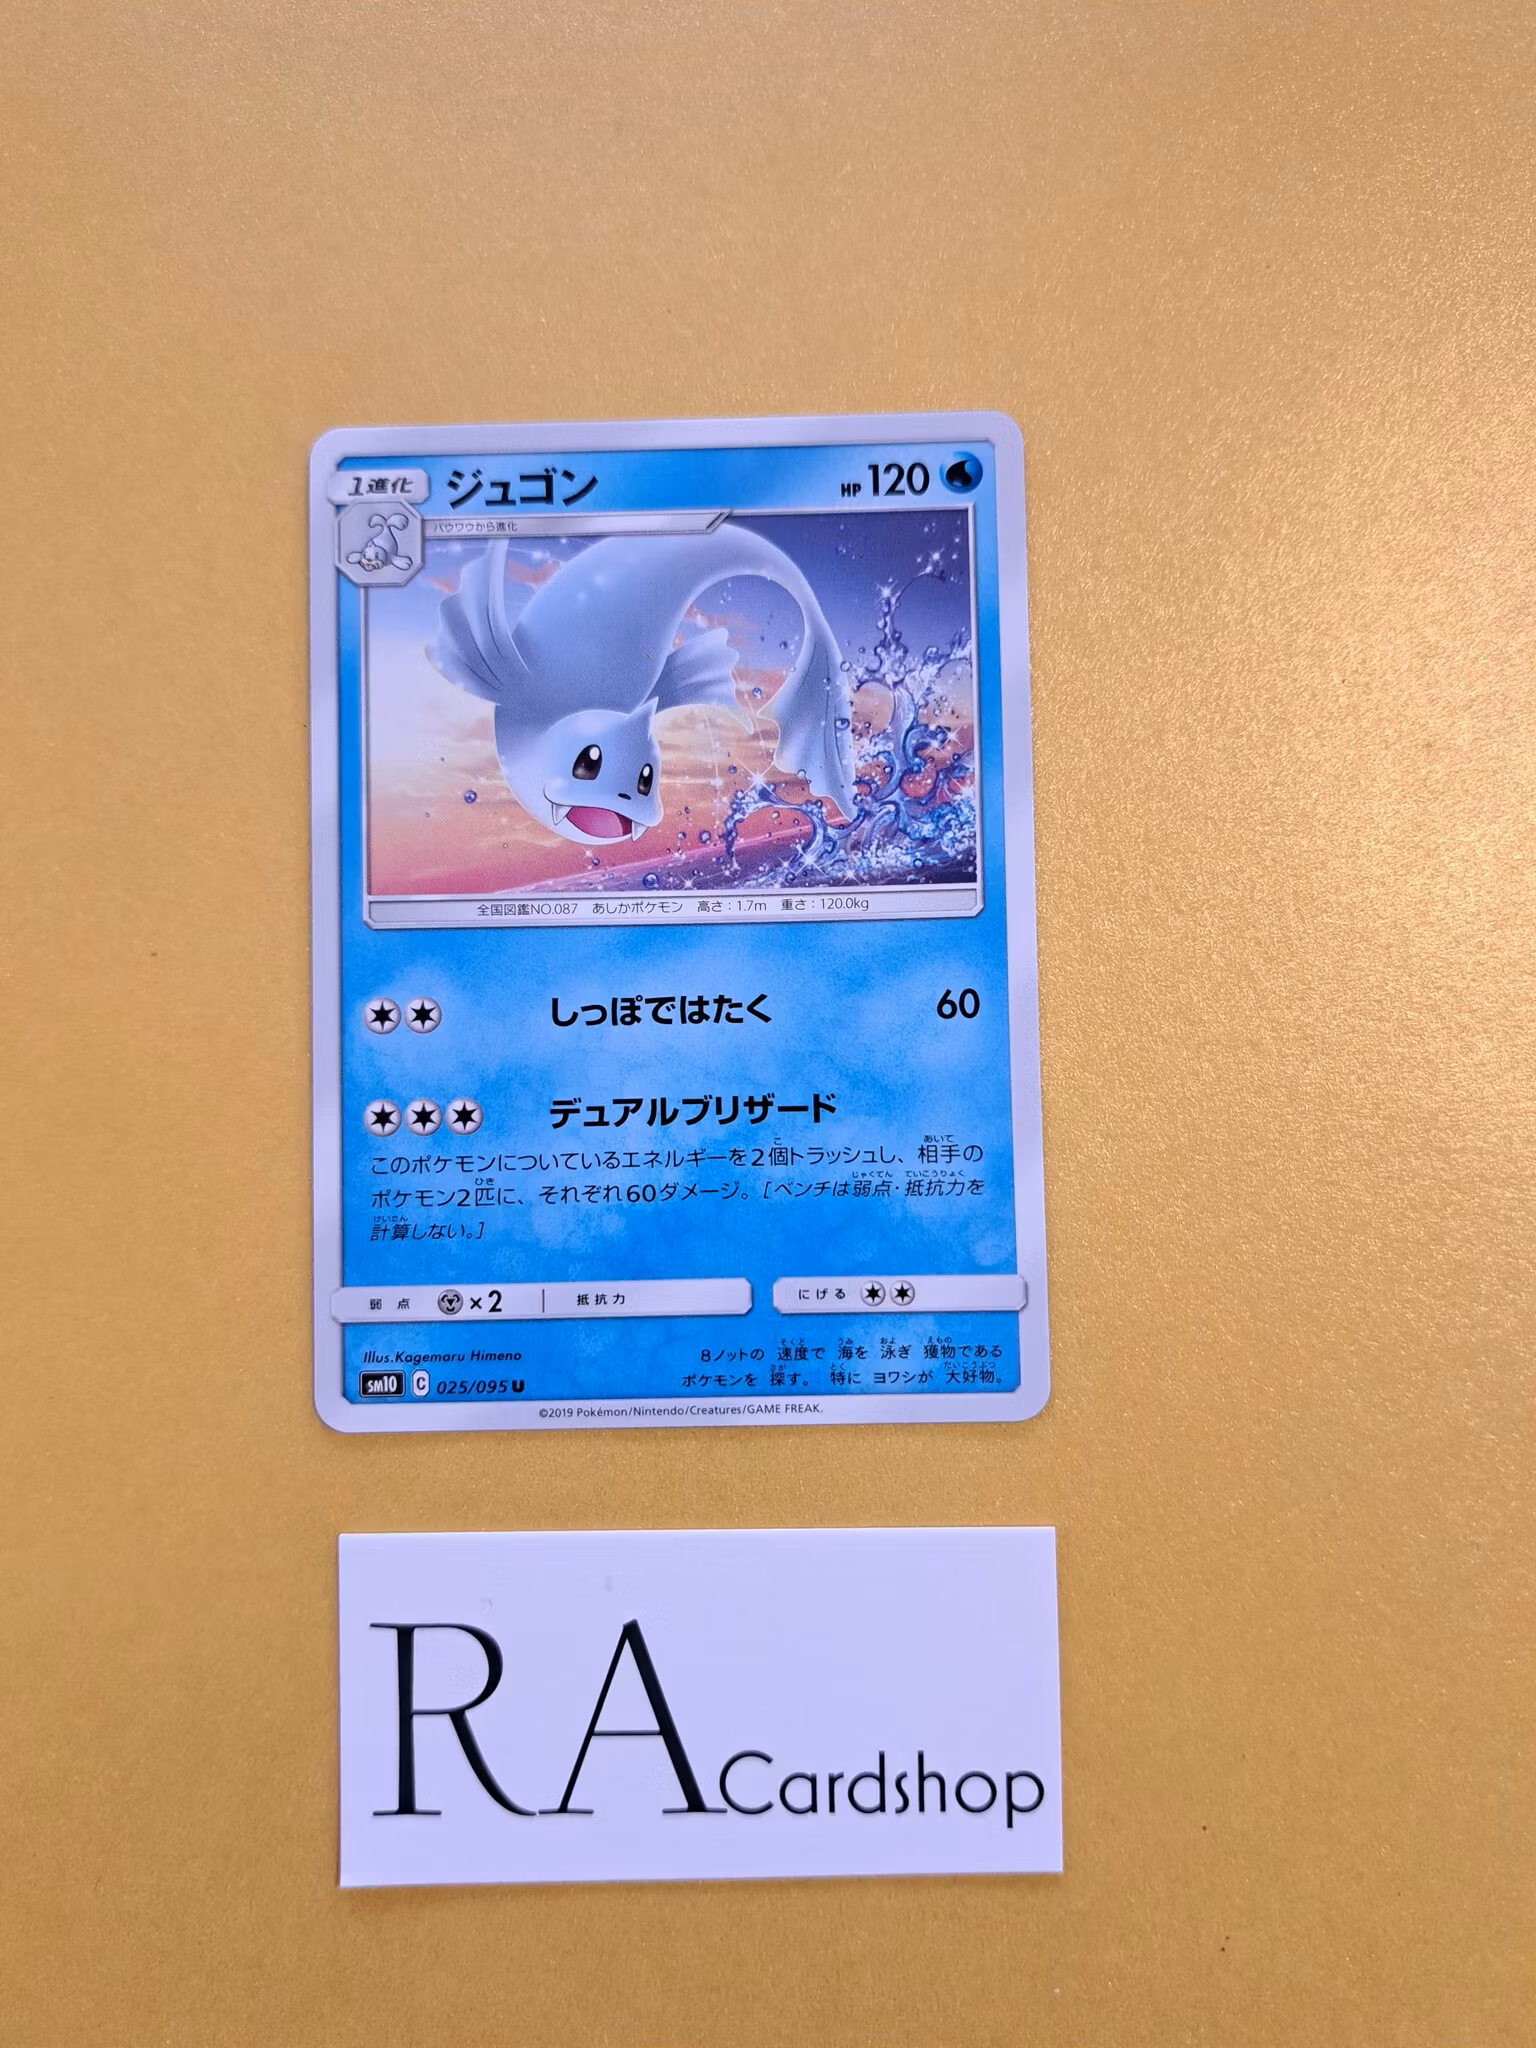 1進化 ジュゴン HP 120
パウワウから進化
全国図鑑NO.087 あしかポケモン 高さ：1.7m 重さ：120.0kg
しっぽではたく 60
デュアルブリザード
このポケモンについているエネルギーを2個トラッシュし、相手の
ポケモン2匹に、それぞれ60ダメージ。[ベンチは弱点・抵抗力を
計算しない。]
弱点 ×2 抵抗力 にげる
Illus.Kagemaru Himeno
SM10 C 025/095 U
8ノットの 速度で 海を 泳ぎ 獲物である
ポケモンを 探す。 特に ヨワシが 大好物。
©2019 Pokémon/Nintendo/Creatures/GAME FREAK.
RA Cardshop